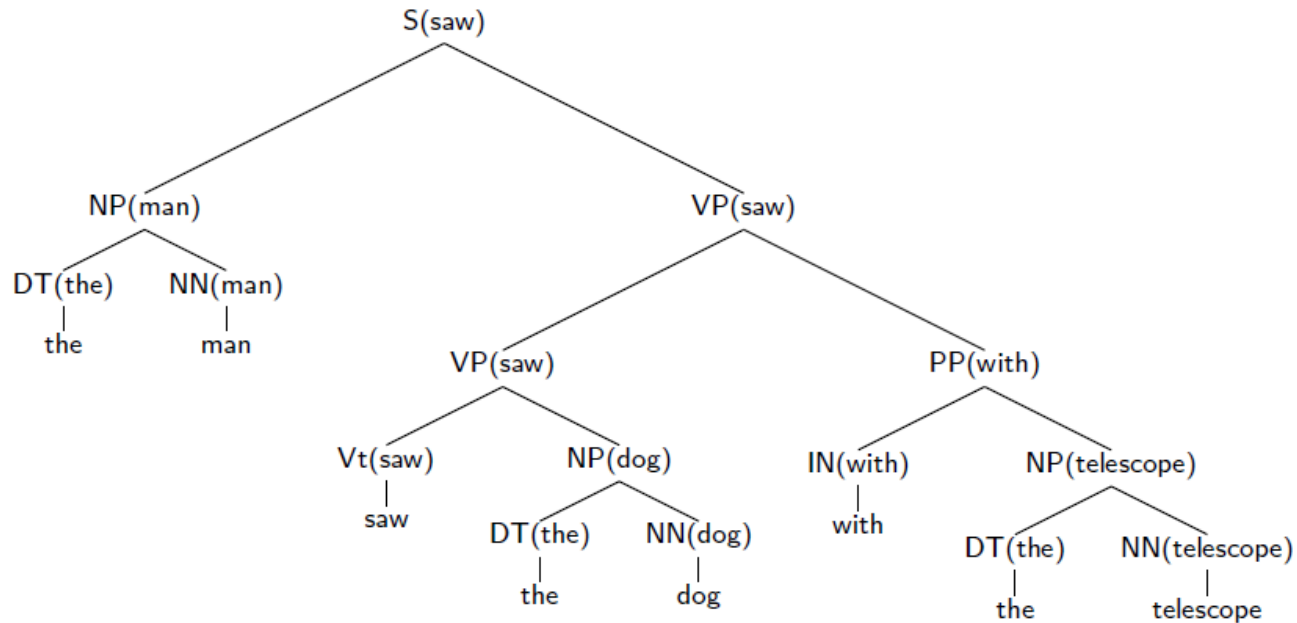 S(saw)
NP(man) VP(saw)
DT(the) NN(man)
the man
VP(saw) PP(with)
Vt(saw) NP(dog) IN(with) NP(telescope)
saw with
DT(the) NN(dog) DT(the) NN(telescope)
the dog the telescope